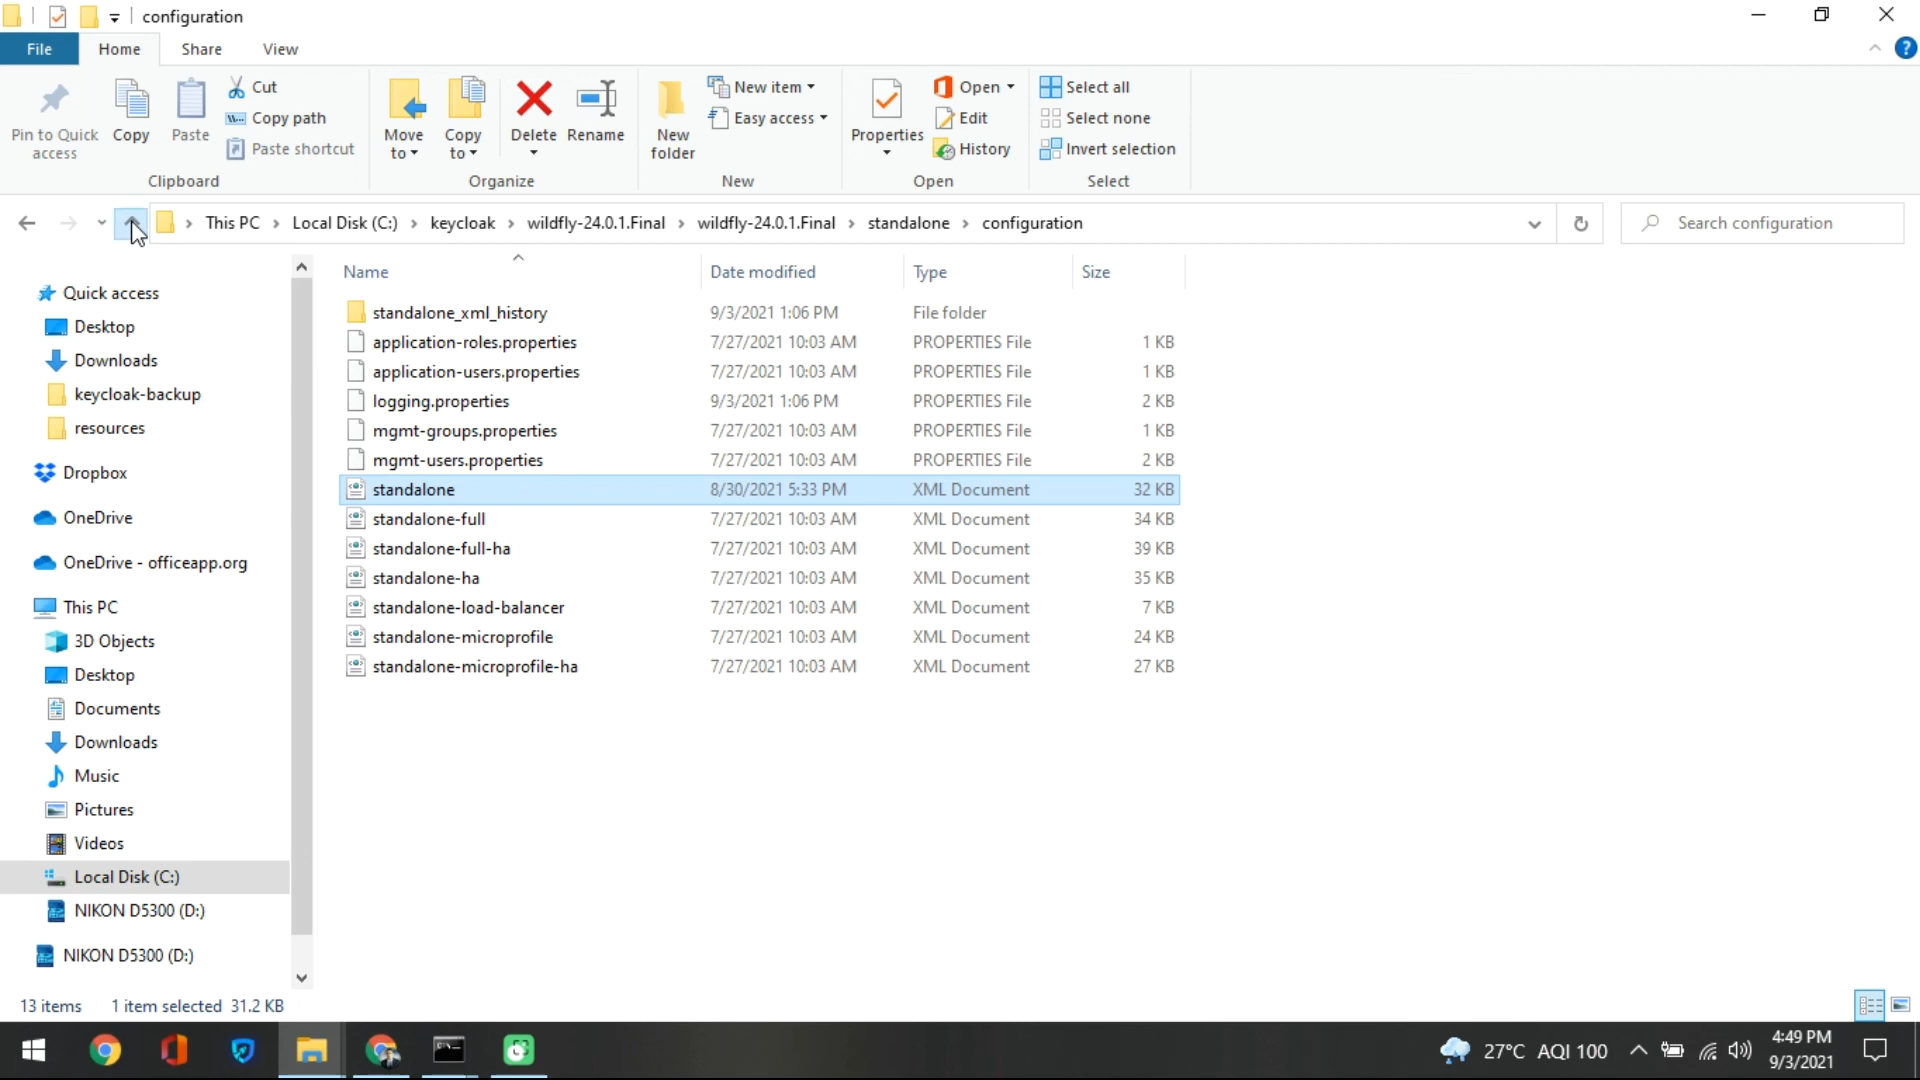 configuration
File Home Share View
Pin to Quick access
Copy
Paste
Cut
Copy path
Paste shortcut
Clipboard
Move to
Copy to
Delete
Rename
Organize
New folder
New item
Easy access
New
Properties
Open
Edit
History
Open
Select all
Select none
Invert selection
Select
This PC > Local Disk (C:) > keycloak > wildfly-24.0.1.Final > wildfly-24.0.1.Final > standalone > configuration
Search configuration
Quick access
Desktop
Downloads
keycloak-backup
resources
Dropbox
OneDrive
OneDrive - officeapp.org
This PC
3D Objects
Desktop
Documents
Downloads
Music
Pictures
Videos
Local Disk (C:)
NIKON D5300 (D:)
NIKON D5300 (D:)
Name Date modified Type Size
standalone_xml_history 9/3/2021 1:06 PM File folder
application-roles.properties 7/27/2021 10:03 AM PROPERTIES File 1 KB
application-users.properties 7/27/2021 10:03 AM PROPERTIES File 1 KB
logging.properties 9/3/2021 1:06 PM PROPERTIES File 2 KB
mgmt-groups.properties 7/27/2021 10:03 AM PROPERTIES File 1 KB
mgmt-users.properties 7/27/2021 10:03 AM PROPERTIES File 2 KB
standalone 8/30/2021 5:33 PM XML Document 32 KB
standalone-full 7/27/2021 10:03 AM XML Document 34 KB
standalone-full-ha 7/27/2021 10:03 AM XML Document 39 KB
standalone-ha 7/27/2021 10:03 AM XML Document 35 KB
standalone-load-balancer 7/27/2021 10:03 AM XML Document 7 KB
standalone-microprofile 7/27/2021 10:03 AM XML Document 24 KB
standalone-microprofile-ha 7/27/2021 10:03 AM XML Document 27 KB
13 items 1 item selected 31.2 KB
27°C AQI 100
4:49 PM
9/3/2021